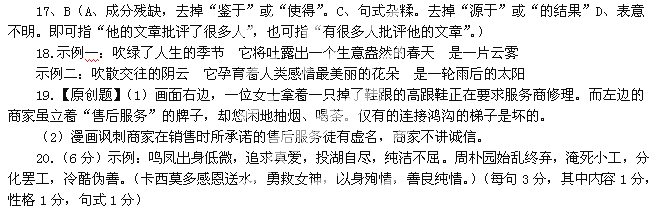 17、B（A、成分残缺，去掉“鉴于”或“使得”。C、句式杂糅。去掉“源于”或“的结果”D、表意
不明。即可指“他的文章批评了很多人”，也可指“有很多人批评他的文章”。）
18.示例一：吹绿了人生的季节　它将吐露出一个生意盎然的春天　是一片云雾
示例二：吹散交往的阴云　它孕育着人类感情最美丽的花朵　是一轮雨后的太阳
19.【原创题】（1）画面右边，一位女士拿着一只掉了鞋跟的高跟鞋正在要求服务商修理。而左边的
商家虽立着“售后服务”的牌子，却悠闲地抽烟、喝茶。仅有的连接鸿沟的梯子是坏的。
（2）漫画讽刺商家在销售时所承诺的售后服务徒有虚名，商家不讲诚信。
20.（6分）示例：鸣凤出身低微，追求真爱，投湖自尽，纯洁不屈。周朴园始乱终弃，淹死小工，分
化罢工，冷酷伪善。（卡西莫多感恩送水，勇救女神，以身殉情，善良纯情。）（每句3分，其中内容1分，
性格1分，句式1分）